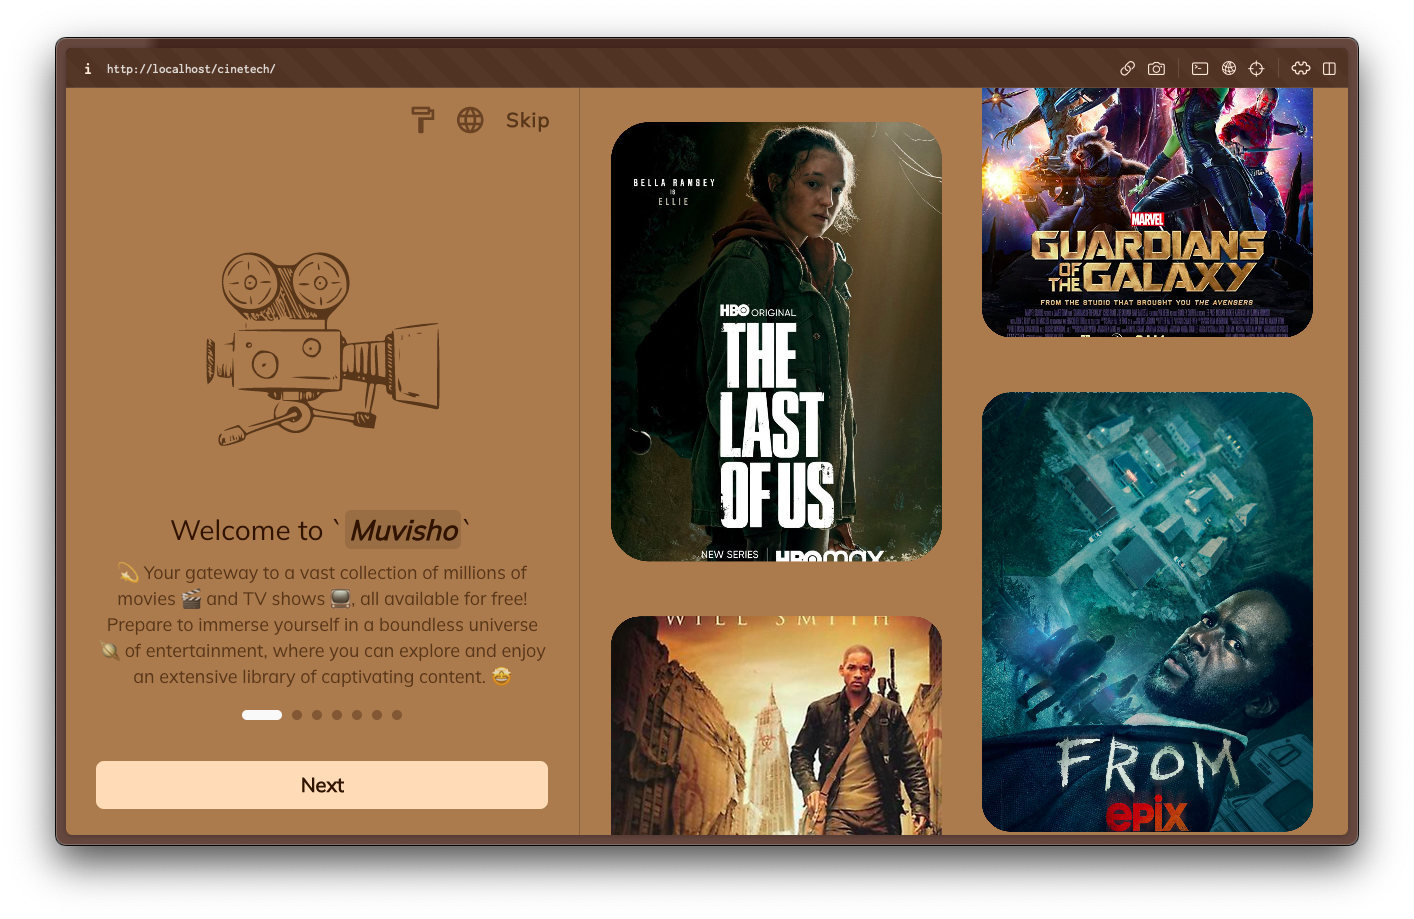 i http://localhost/cinetech/
Skip
Welcome to `Muvisho`
💫 Your gateway to a vast collection of millions of
movies 🎬 and TV shows 📺, all available for free!
Prepare to immerse yourself in a boundless universe
🪐 of entertainment, where you can explore and enjoy
an extensive library of captivating content. 🤩
Next
BELLA RAMSEY
IS
ELLIE
HBO ORIGINAL
THE
LAST
OF US
NEW SERIES | HBO max
WILL SMITH
MARVEL
GUARDIANS
OF
THE GALAXY
FROM THE STUDIO THAT BROUGHT YOU THE AVENGERS
FROM
epix